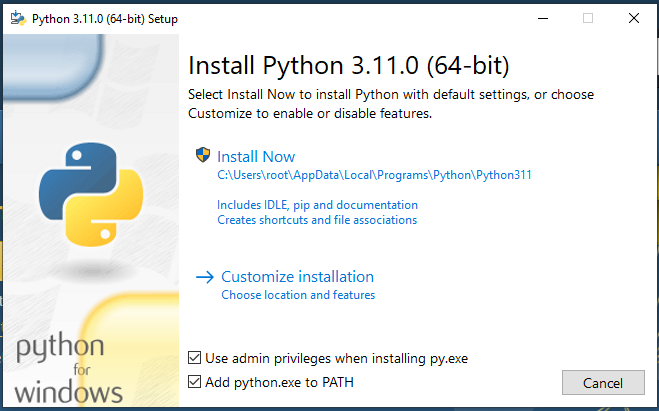 Python 3.11.0 (64-bit) Setup
Install Python 3.11.0 (64-bit)
Select Install Now to install Python with default settings, or choose
Customize to enable or disable features.
Install Now
C:\Users\root\AppData\Local\Programs\Python\Python311
Includes IDLE, pip and documentation
Creates shortcuts and file associations
Customize installation
Choose location and features
python
for
windows
Use admin privileges when installing py.exe
Add python.exe to PATH
Cancel